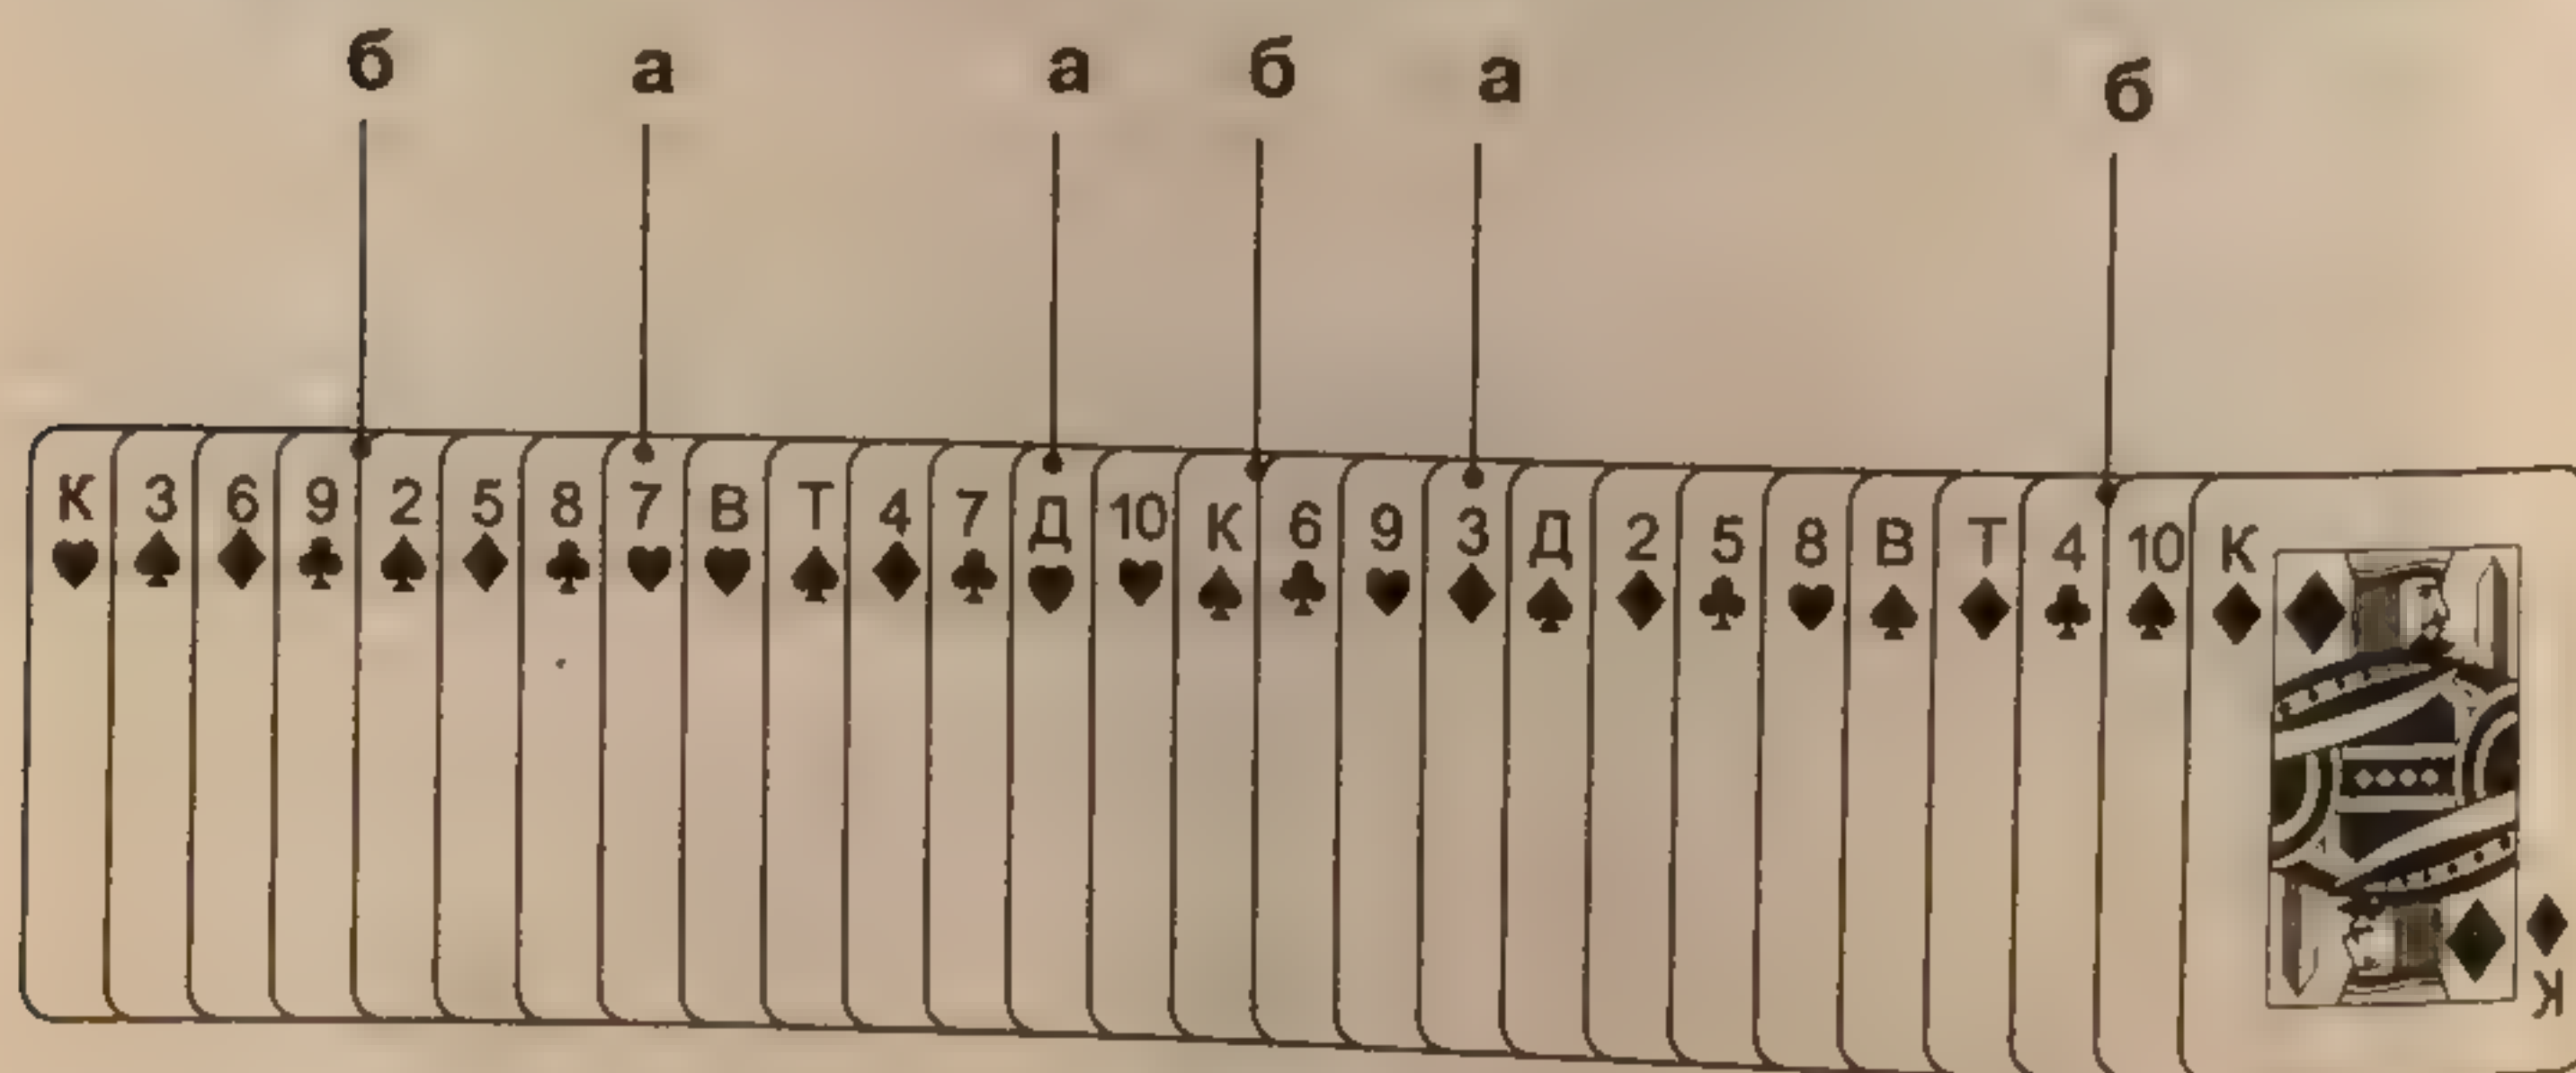 б а а б а б
К 3 6 9 2 5 8 7 В Т 4 7 Д 10 К 6 9 3 Д 2 5 8 В Т 4 10 К
♥ ♠ ♦ ♣ ♠ ♦ ♣ ♥ ♥ ♠ ♦ ♣ ♥ ♥ ♠ ♣ ♥ ♦ ♠ ♦ ♣ ♥ ♠ ♦ ♣ ♠ ♦
К